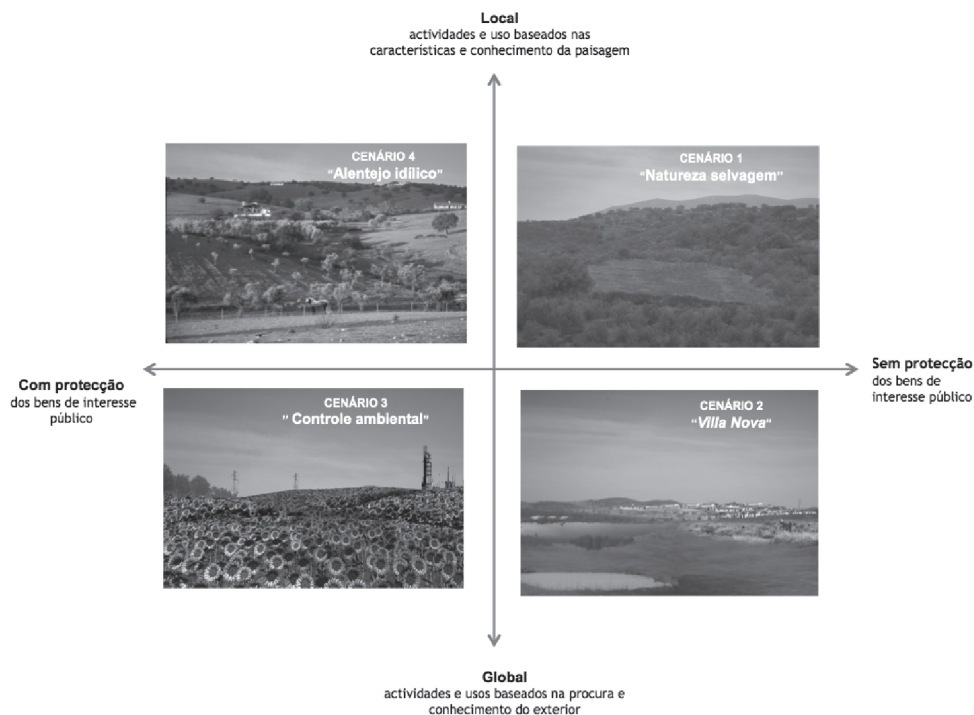 Local
actividades e uso baseados nas
características e conhecimento da paisagem
CENÁRIO 4
"Alentejo idílico"
CENÁRIO 1
"Natureza selvagem"
Com protecção
dos bens de interesse
público
Sem protecção
dos bens de
interesse público
CENÁRIO 3
" Controle ambiental"
CENÁRIO 2
"Villa Nova"
Global
actividades e usos baseados na procura e
conhecimento do exterior